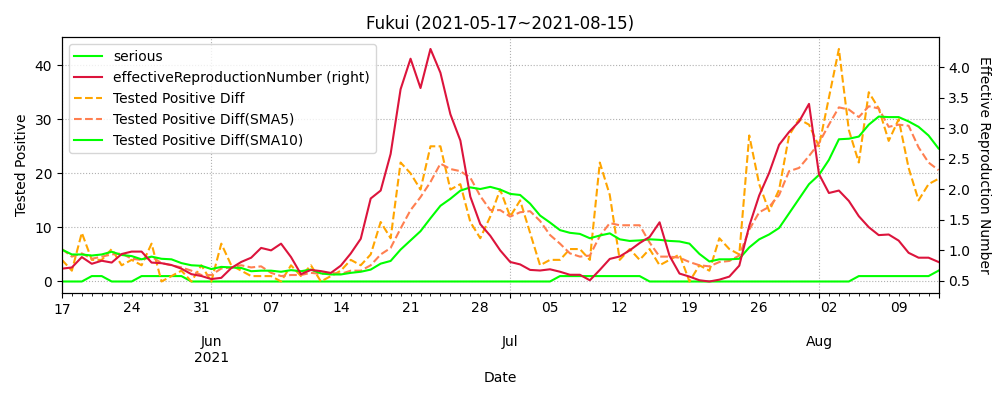 Fukui (2021-05-17~2021-08-15)
serious
effectiveReproductionNumber (right)
Tested Positive Diff
Tested Positive Diff(SMA5)
Tested Positive Diff(SMA10)
Tested Positive
40
30
20
10
0
Effective Reproduction Number
4.0
3.5
3.0
2.5
2.0
1.5
1.0
0.5
17 24 31 07 14 21 28 05 12 19 26 02 09
Jun Jul Aug
2021
Date